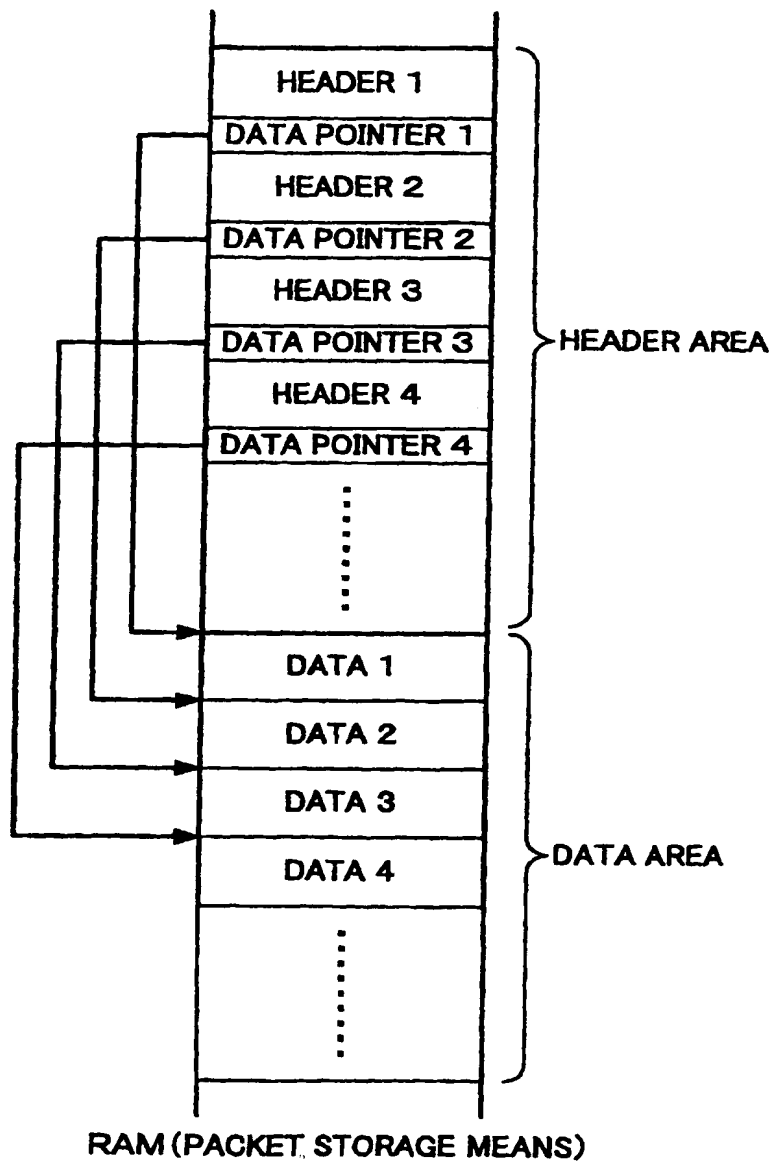 HEADER 1
DATA POINTER 1
HEADER 2
DATA POINTER 2
HEADER 3
DATA POINTER 3
HEADER 4
DATA POINTER 4
HEADER AREA
DATA 1
DATA 2
DATA 3
DATA 4
DATA AREA
RAM (PACKET STORAGE MEANS)